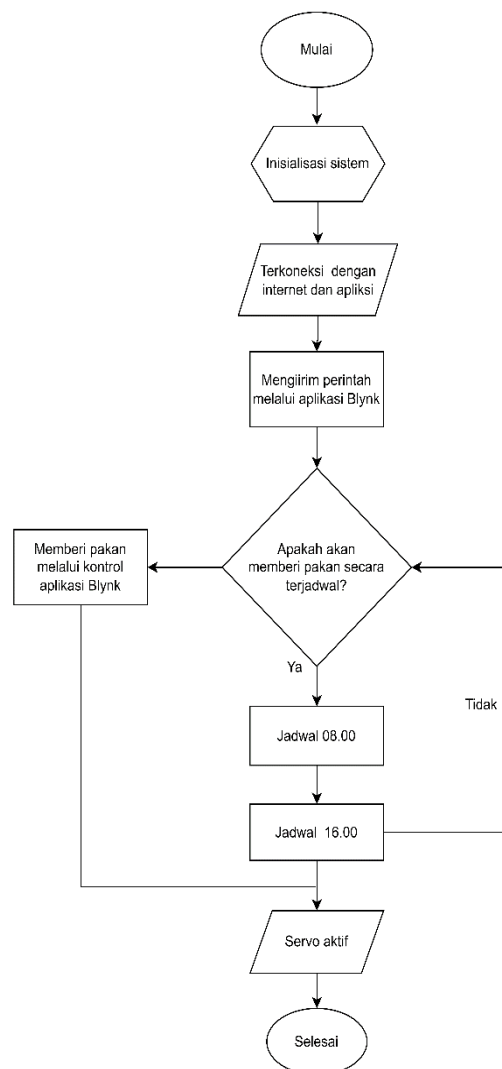 Mulai
Inisialisasi sistem
Terkoneksi dengan
internet dan apliksi
Mengiirim perintah
melalui aplikasi Blynk
Apakah akan
memberi pakan secara
terjadwal?
Memberi pakan
melalui kontrol
aplikasi Blynk
Ya
Tidak
Jadwal 08.00
Jadwal 16.00
Servo aktif
Selesai